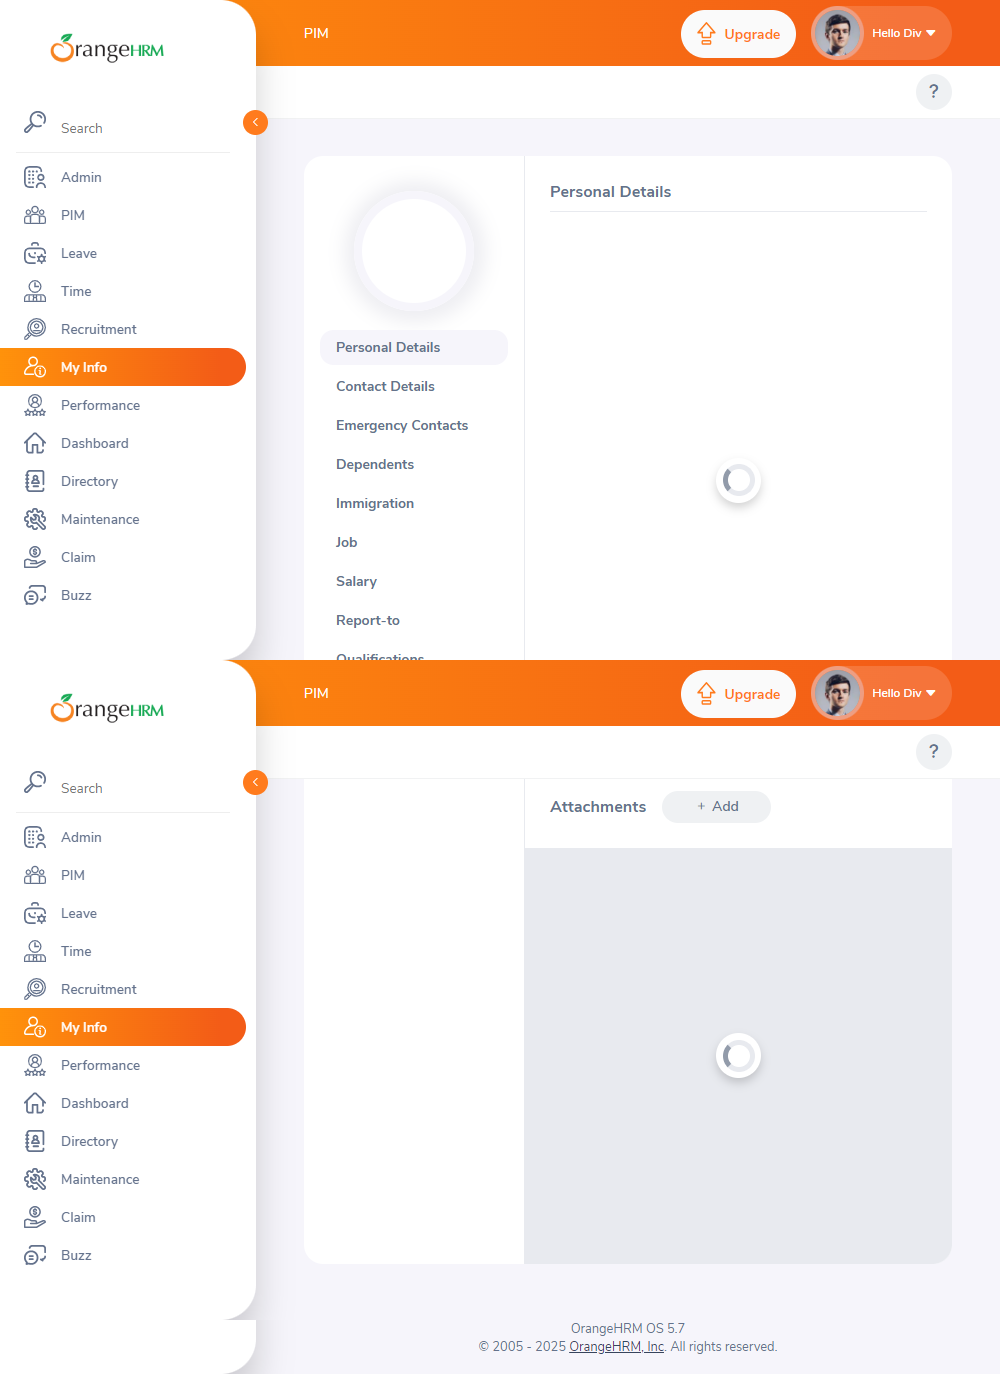 OrangeHRM
PIM
Upgrade
Hello Div
?
Search
Admin
PIM
Leave
Time
Recruitment
My Info
Performance
Dashboard
Directory
Maintenance
Claim
Buzz
Personal Details
Contact Details
Emergency Contacts
Dependents
Immigration
Job
Salary
Report-to
Qualifications
Personal Details
OrangeHRM
PIM
Upgrade
Hello Div
?
Search
Admin
PIM
Leave
Time
Recruitment
My Info
Performance
Dashboard
Directory
Maintenance
Claim
Buzz
Attachments
+ Add
OrangeHRM OS 5.7
© 2005 - 2025 OrangeHRM, Inc. All rights reserved.